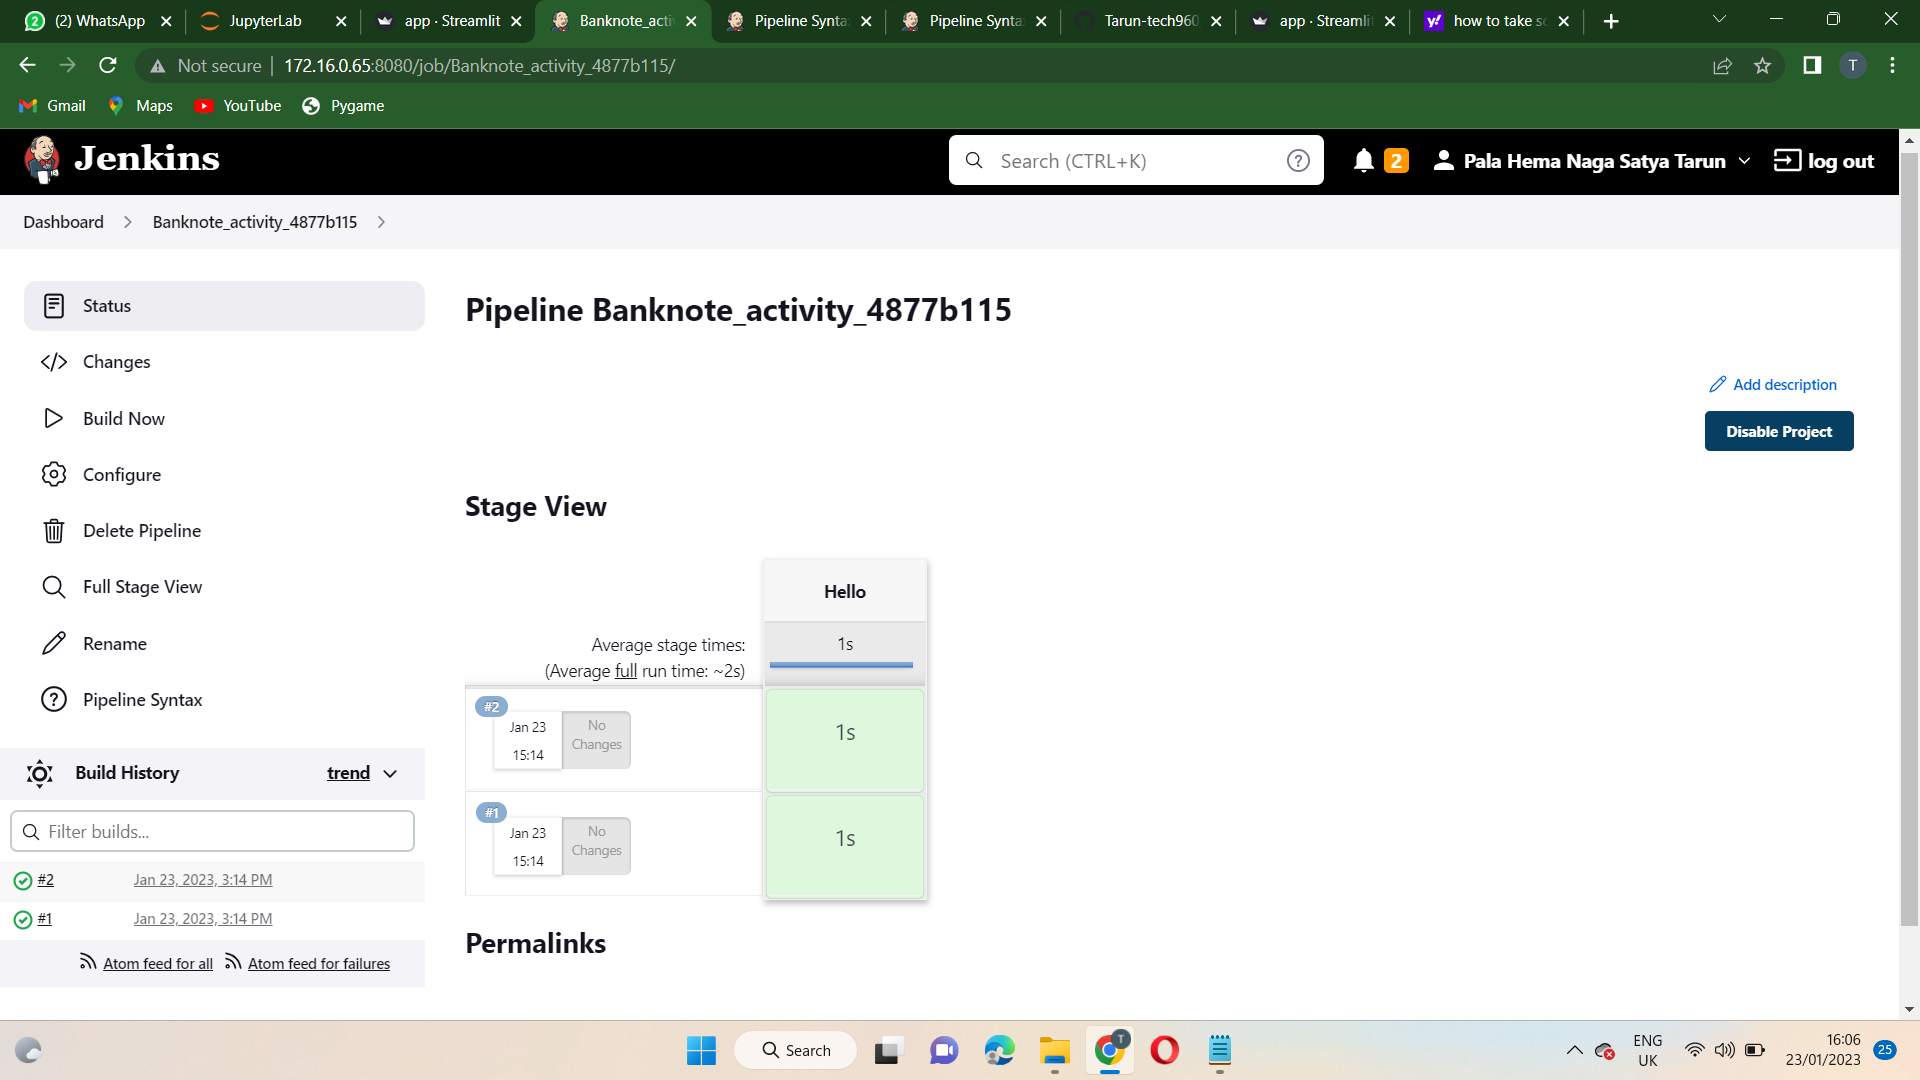 (2) WhatsApp
JupyterLab
app · Streamlit
Banknote_activ
Pipeline Synta
Pipeline Synta
Tarun-tech960
app · Streamlit
how to take sc
Not secure
172.16.0.65:8080/job/Banknote_activity_4877b115/
T
Gmail
Maps
YouTube
Pygame
Jenkins
Search (CTRL+K)
2
Pala Hema Naga Satya Tarun
log out
Dashboard
Banknote_activity_4877b115
Status
Changes
Build Now
Configure
Delete Pipeline
Full Stage View
Rename
Pipeline Syntax
Build History
trend
Filter builds...
#2
Jan 23, 2023, 3:14 PM
#1
Jan 23, 2023, 3:14 PM
Atom feed for all
Atom feed for failures
Pipeline Banknote_activity_4877b115
Add description
Disable Project
Stage View
Hello
Average stage times:
(Average full run time: ~2s)
1s
#2
Jan 23
15:14
No
Changes
1s
#1
Jan 23
15:14
No
Changes
1s
Permalinks
Search
T
ENG
UK
16:06
23/01/2023
25